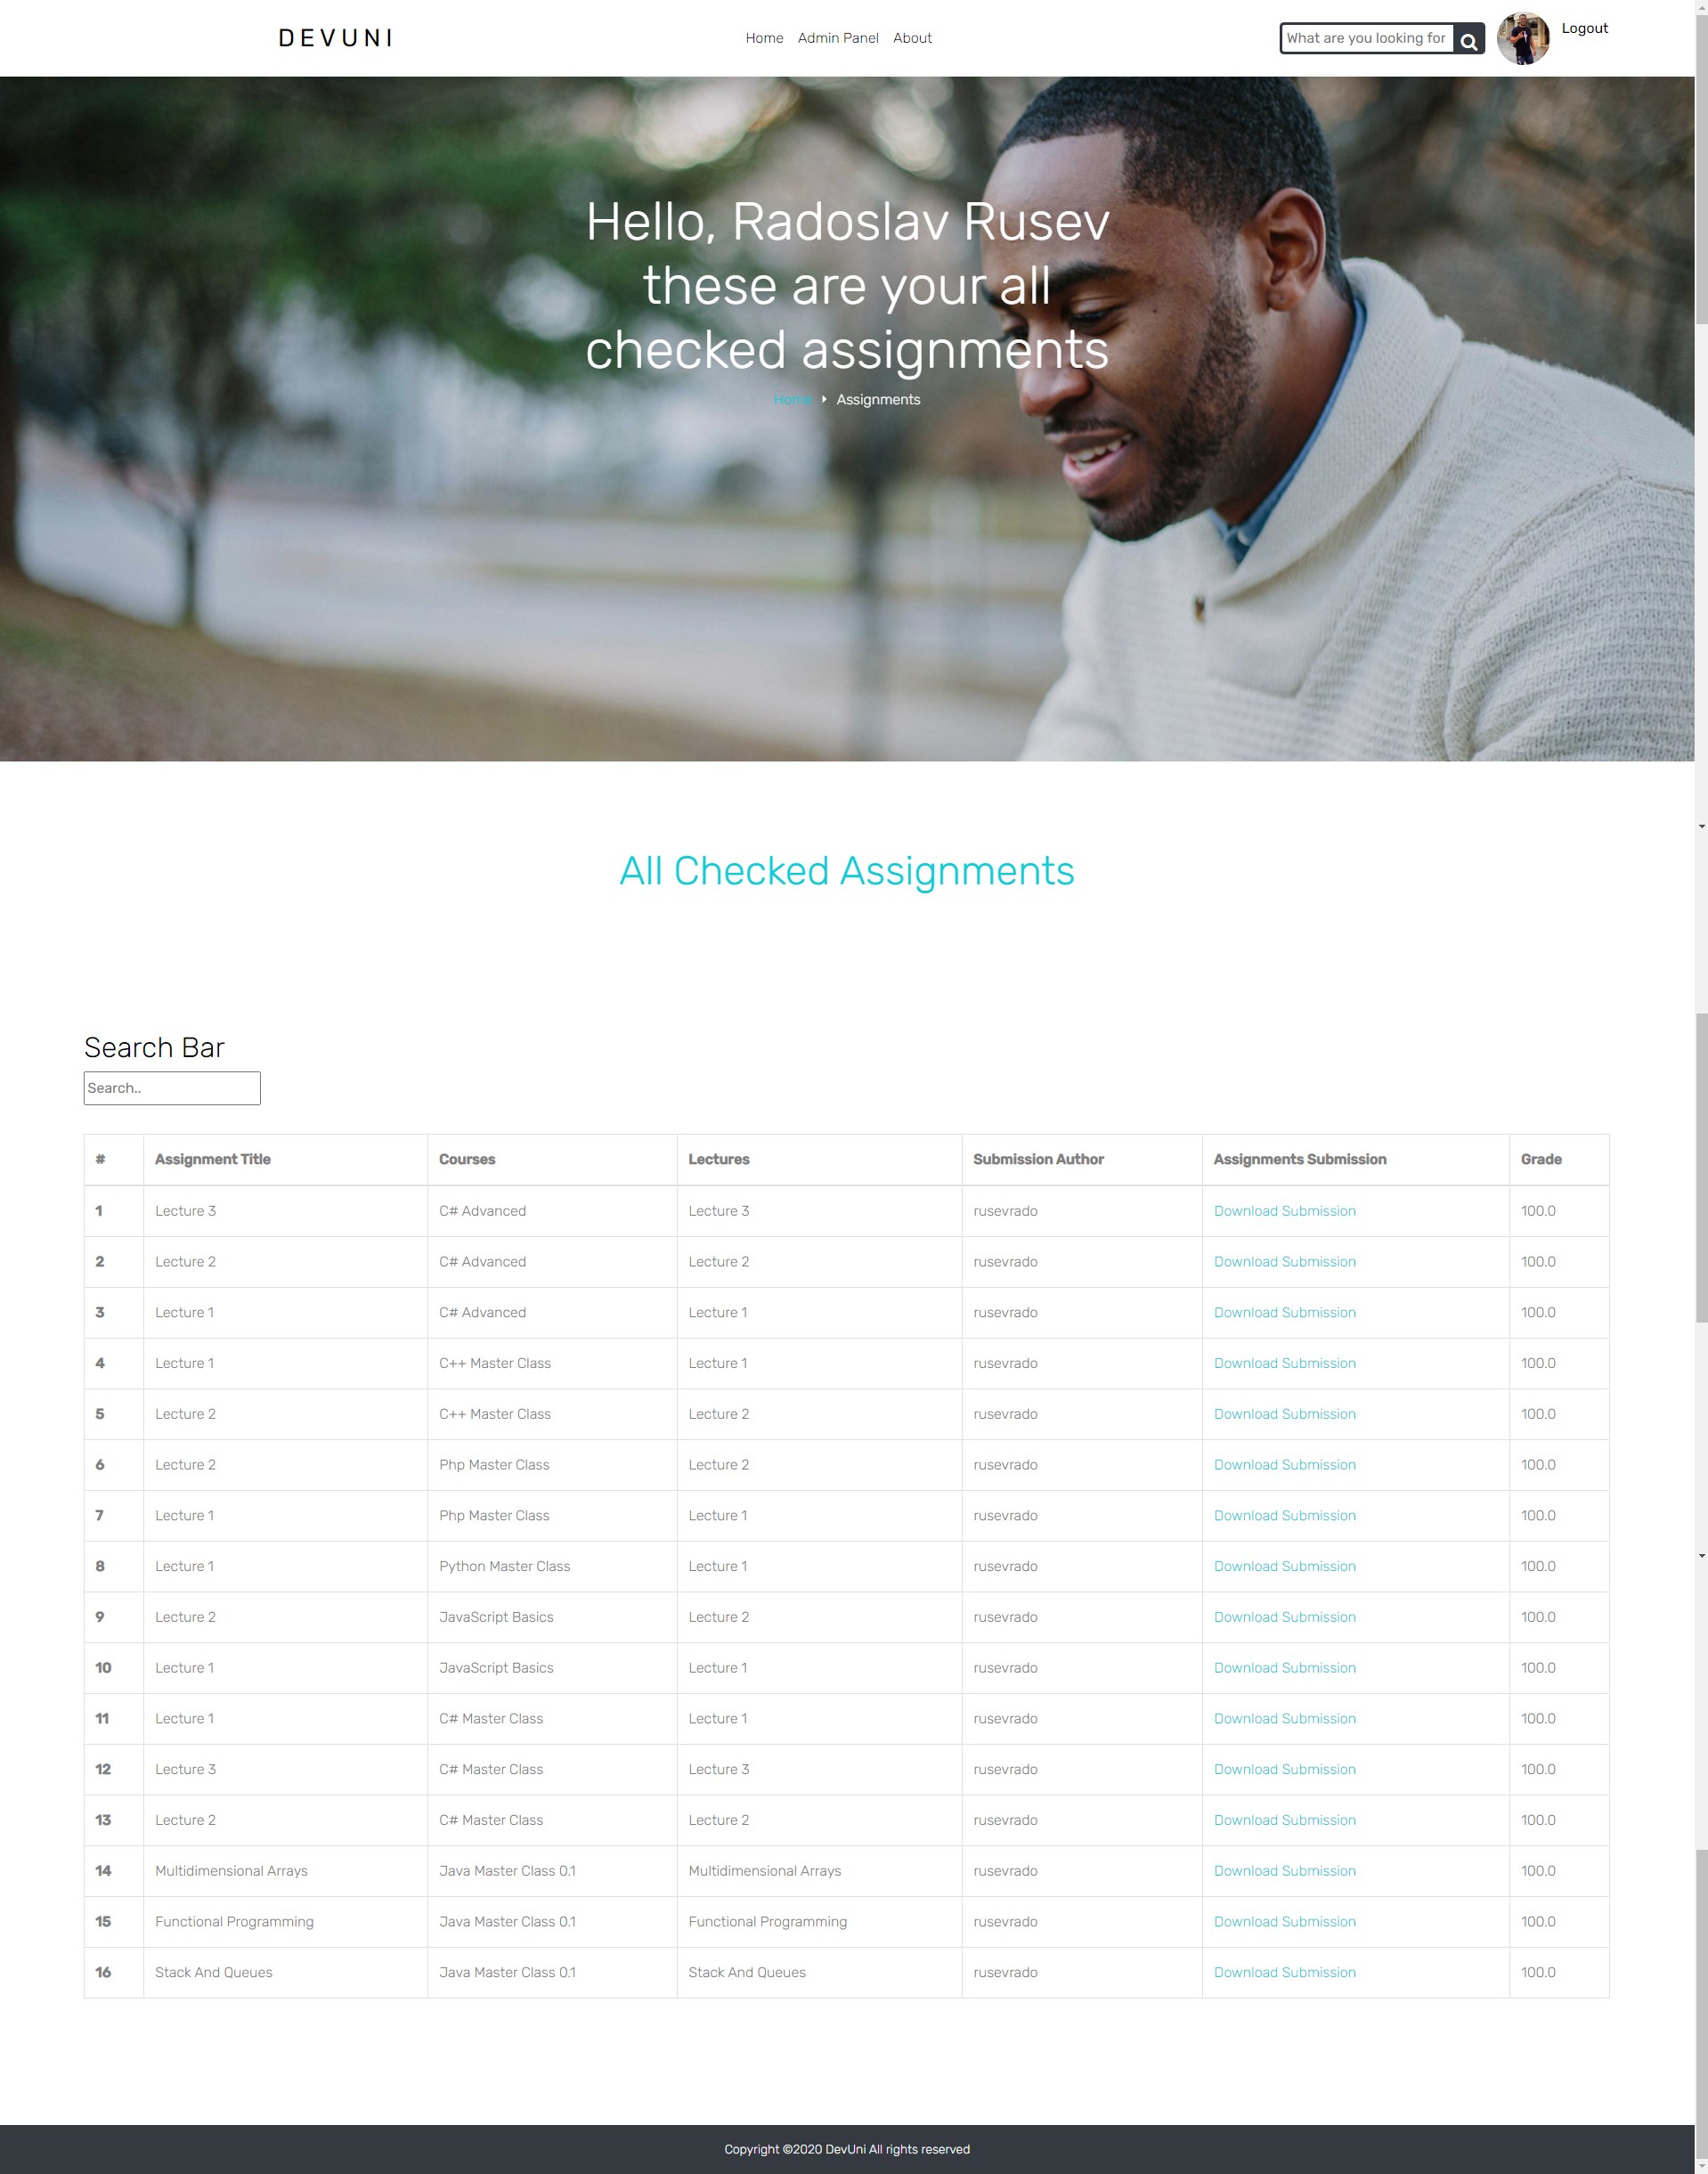 DEVUNI
Home Admin Panel About
What are you looking for
Logout
Hello, Radoslav Rusev
these are your all
checked assignments
Home Assignments
All Checked Assignments
Search Bar
Search..
# Assignment Title Courses Lectures Submission Author Assignments Submission Grade
1 Lecture 3 C# Advanced Lecture 3 rusevrado Download Submission 100.0
2 Lecture 2 C# Advanced Lecture 2 rusevrado Download Submission 100.0
3 Lecture 1 C# Advanced Lecture 1 rusevrado Download Submission 100.0
4 Lecture 1 C++ Master Class Lecture 1 rusevrado Download Submission 100.0
5 Lecture 2 C++ Master Class Lecture 2 rusevrado Download Submission 100.0
6 Lecture 2 Php Master Class Lecture 2 rusevrado Download Submission 100.0
7 Lecture 1 Php Master Class Lecture 1 rusevrado Download Submission 100.0
8 Lecture 1 Python Master Class Lecture 1 rusevrado Download Submission 100.0
9 Lecture 2 JavaScript Basics Lecture 2 rusevrado Download Submission 100.0
10 Lecture 1 JavaScript Basics Lecture 1 rusevrado Download Submission 100.0
11 Lecture 1 C# Master Class Lecture 1 rusevrado Download Submission 100.0
12 Lecture 3 C# Master Class Lecture 3 rusevrado Download Submission 100.0
13 Lecture 2 C# Master Class Lecture 2 rusevrado Download Submission 100.0
14 Multidimensional Arrays Java Master Class 0.1 Multidimensional Arrays rusevrado Download Submission 100.0
15 Functional Programming Java Master Class 0.1 Functional Programming rusevrado Download Submission 100.0
16 Stack And Queues Java Master Class 0.1 Stack And Queues rusevrado Download Submission 100.0
Copyright ©2020 DevUni All rights reserved